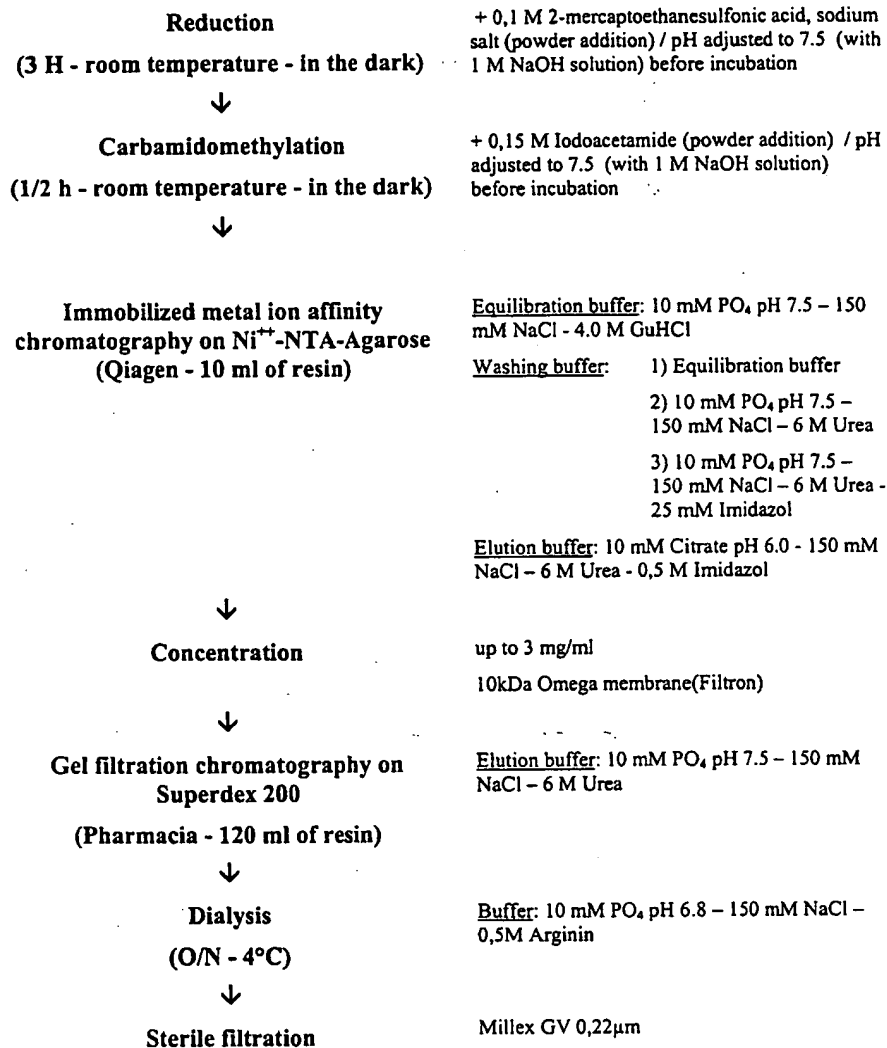 Reduction
(3 H - room temperature - in the dark)
+ 0,1 M 2-mercaptoethanesulfonic acid, sodium
salt (powder addition) / pH adjusted to 7.5 (with
1 M NaOH solution) before incubation
↓
Carbamidomethylation
(1/2 h - room temperature - in the dark)
+ 0,15 M Iodoacetamide (powder addition) / pH
adjusted to 7.5 (with 1 M NaOH solution)
before incubation
↓
Immobilized metal ion affinity
chromatography on Ni⁺⁺-NTA-Agarose
(Qiagen - 10 ml of resin)
Equilibration buffer: 10 mM PO₄ pH 7.5 – 150
mM NaCl - 4.0 M GuHCl
Washing buffer: 1) Equilibration buffer
2) 10 mM PO₄ pH 7.5 –
150 mM NaCl – 6 M Urea
3) 10 mM PO₄ pH 7.5 –
150 mM NaCl – 6 M Urea -
25 mM Imidazol
Elution buffer: 10 mM Citrate pH 6.0 - 150 mM
NaCl – 6 M Urea - 0,5 M Imidazol
↓
Concentration
up to 3 mg/ml
10kDa Omega membrane(Filtron)
↓
Gel filtration chromatography on
Superdex 200
(Pharmacia - 120 ml of resin)
Elution buffer: 10 mM PO₄ pH 7.5 – 150 mM
NaCl – 6 M Urea
↓
Dialysis
(O/N - 4°C)
Buffer: 10 mM PO₄ pH 6.8 – 150 mM NaCl –
0,5M Arginin
↓
Sterile filtration
Millex GV 0,22µm